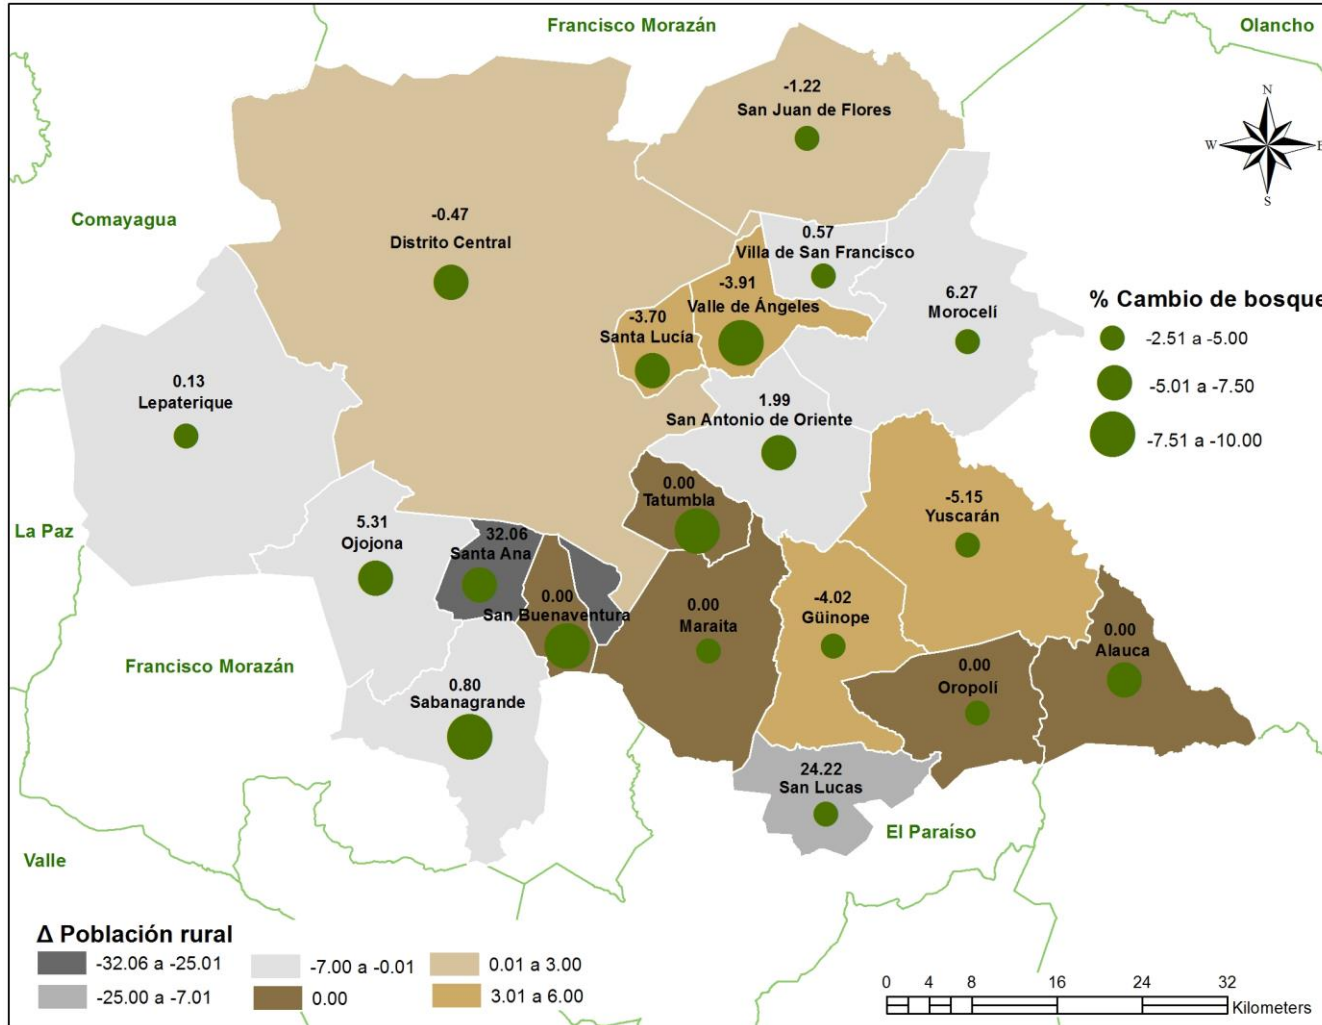 Francisco Morazán
Olancho
-1.22
San Juan de Flores
N
W
E
S
Comayagua
-0.47
Distrito Central
0.57
Villa de San Francisco
-3.91
Valle de Ángeles
6.27
Morocelí
-3.70
Santa Lucía
% Cambio de bosque
-2.51 a -5.00
-5.01 a -7.50
-7.51 a -10.00
0.13
Lepaterique
1.99
San Antonio de Oriente
0.00
Tatumbla
-5.15
Yuscarán
La Paz
5.31
Ojojona
32.06
Santa Ana
0.00
San Buenaventura
0.00
Maraita
-4.02
Güinope
0.00
Alauca
0.00
Oropolí
Francisco Morazán
0.80
Sabanagrande
24.22
San Lucas
El Paraíso
Valle
Δ Población rural
-32.06 a -25.01
-7.00 a -0.01
0.01 a 3.00
-25.00 a -7.01
0.00
3.01 a 6.00
0 4 8 16 24 32
Kilometers